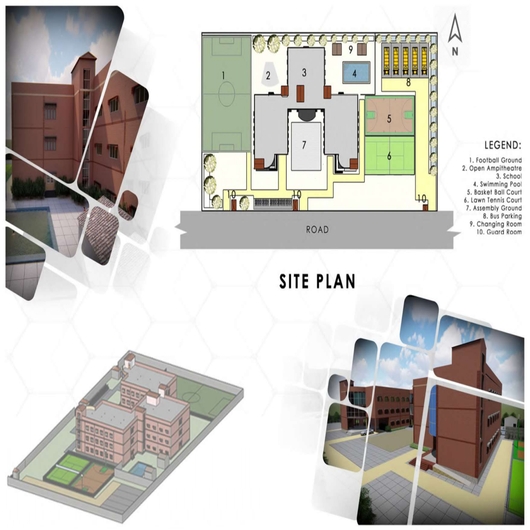 N
1
2
3
9
4
8
5
6
7
10
10
10
LEGEND:
1. Football Ground
2. Open Ampitheatre
3. School
4. Swimming Pool
5. Basket Ball Court
6. Lawn Tennis Court
7. Assembly Ground
8. Bus Parking
9. Changing Room
10. Guard Room
ROAD
SITE PLAN